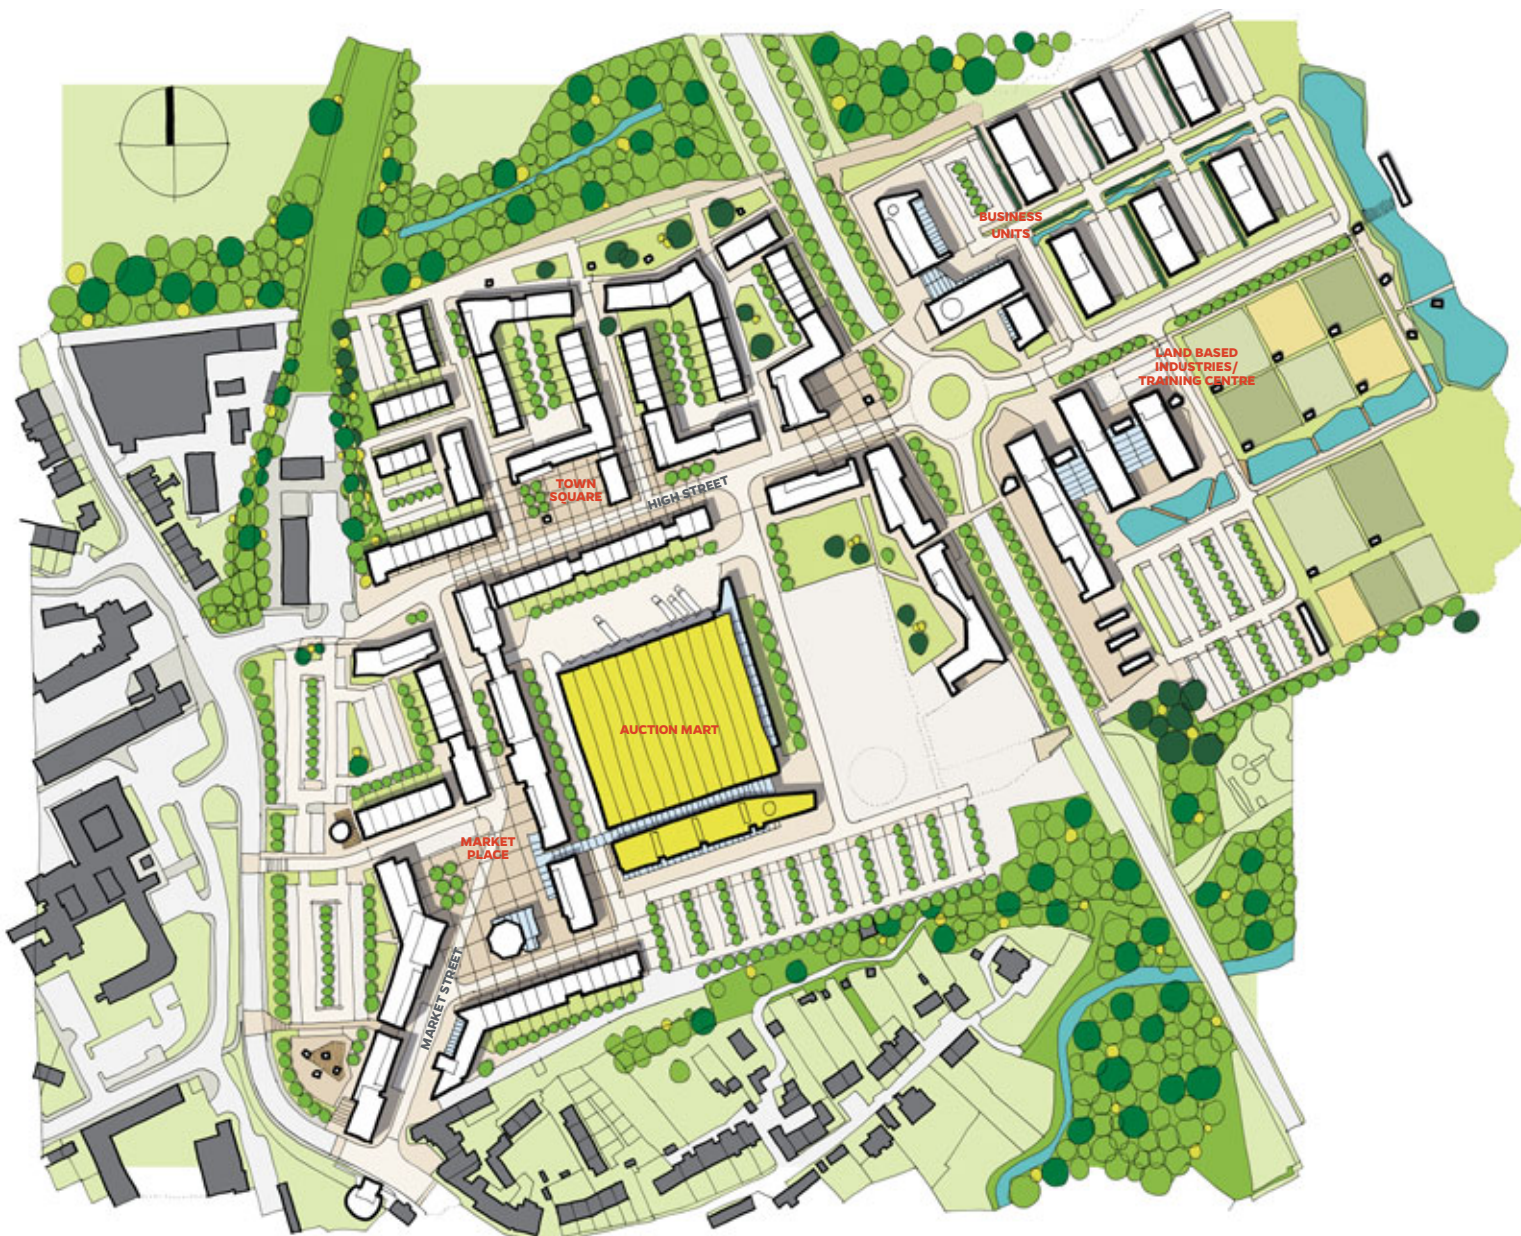 BUSINESS
UNITS
LAND BASED
INDUSTRIES/
TRAINING CENTRE
TOWN
SQUARE
HIGH STREET
AUCTION MART
MARKET
PLACE
MARKET STREET